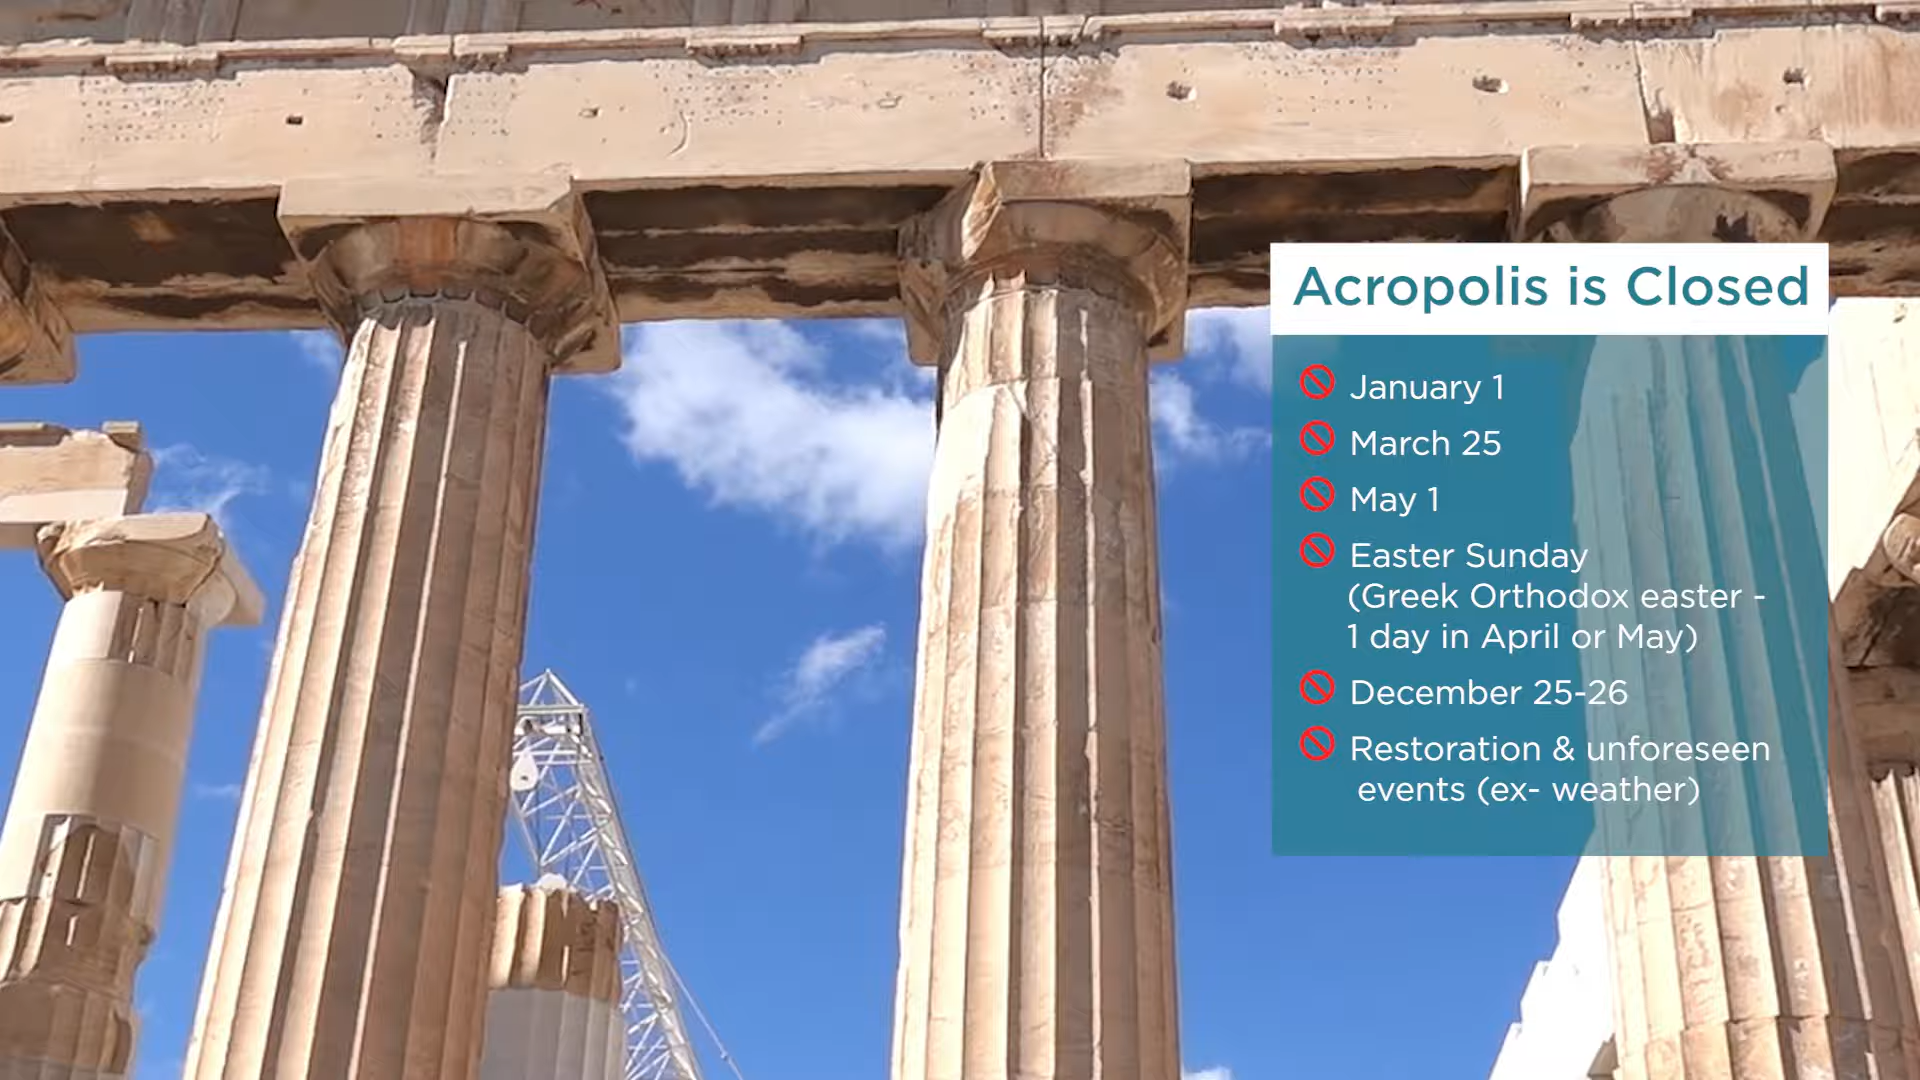 Acropolis is Closed
January 1
March 25
May 1
Easter Sunday
(Greek Orthodox easter -
1 day in April or May)
December 25-26
Restoration & unforeseen
events (ex- weather)